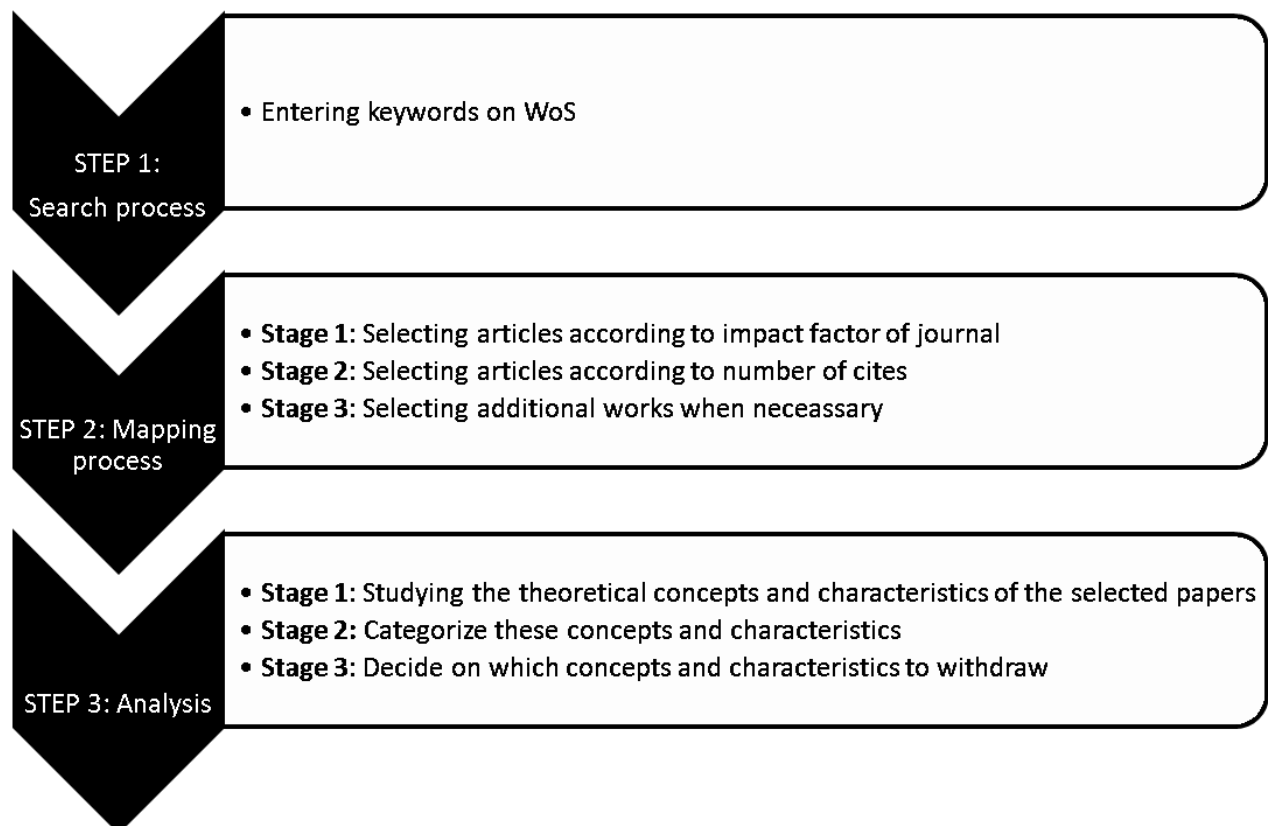 STEP 1:
Search process
• Entering keywords on WoS
STEP 2: Mapping
process
• Stage 1: Selecting articles according to impact factor of journal
• Stage 2: Selecting articles according to number of cites
• Stage 3: Selecting additional works when neceassary
STEP 3: Analysis
• Stage 1: Studying the theoretical concepts and characteristics of the selected papers
• Stage 2: Categorize these concepts and characteristics
• Stage 3: Decide on which concepts and characteristics to withdraw